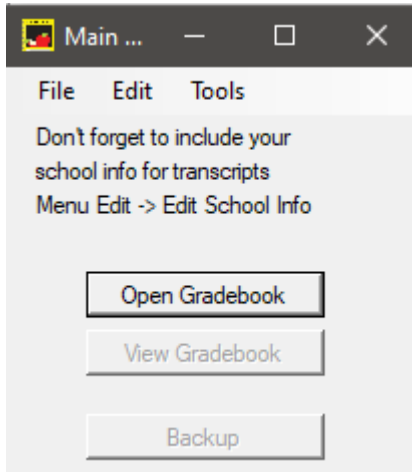 Main ...
File Edit Tools
Don't forget to include your
school info for transcripts
Menu Edit -> Edit School Info
Open Gradebook
View Gradebook
Backup